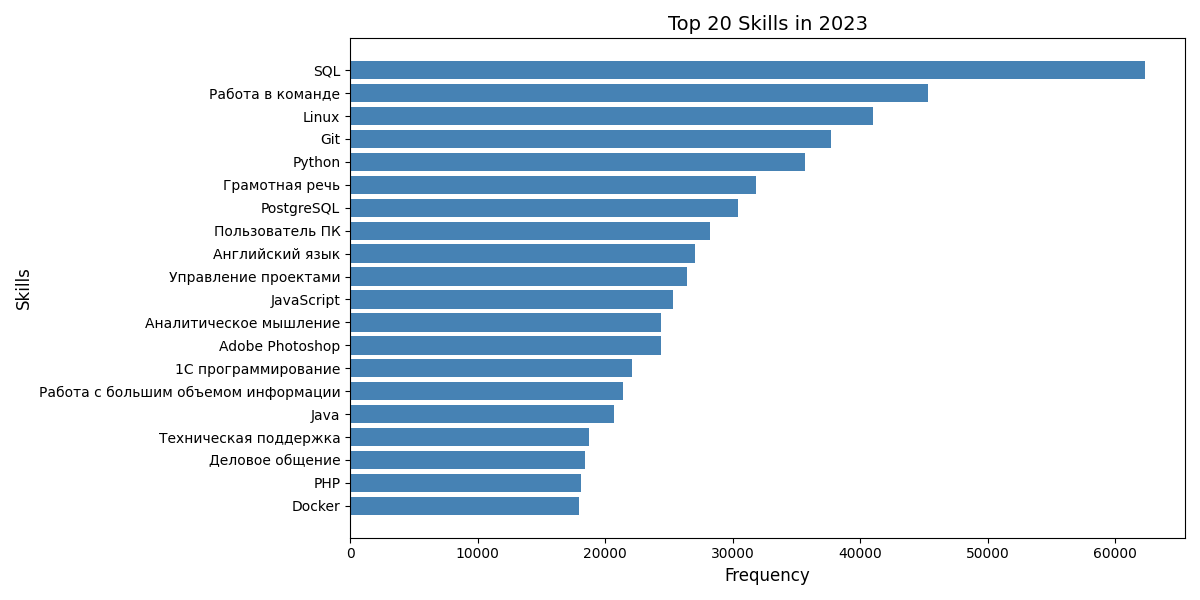 Top 20 Skills in 2023
Skills
SQL
Работа в команде
Linux
Git
Python
Грамотная речь
PostgreSQL
Пользователь ПК
Английский язык
Управление проектами
JavaScript
Аналитическое мышление
Adobe Photoshop
1С программирование
Работа с большим объемом информации
Java
Техническая поддержка
Деловое общение
PHP
Docker
0 10000 20000 30000 40000 50000 60000
Frequency